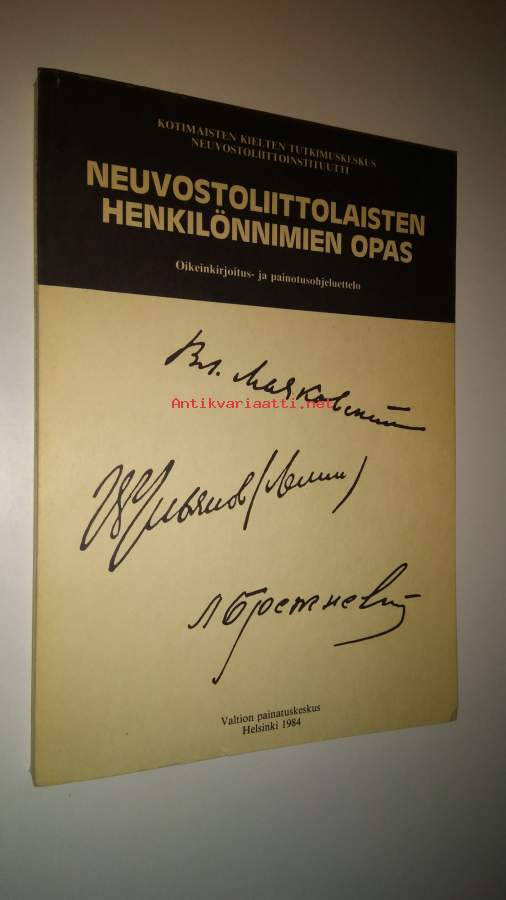 KOTIMAISTEN KIELTEN TUTKIMUSKESKUS
NEUVOSTOLIITTOINSTITUUTTI
NEUVOSTOLIITTOLAISTEN
HENKILÖNNIMIEN OPAS
Oikeinkirjoitus- ja painotusohjeluettelo
Вл. Маяковский
Antikvariaatti.net
В Ульянов (Ленин)
Л Брежнев
Valtion painatuskeskus
Helsinki 1984